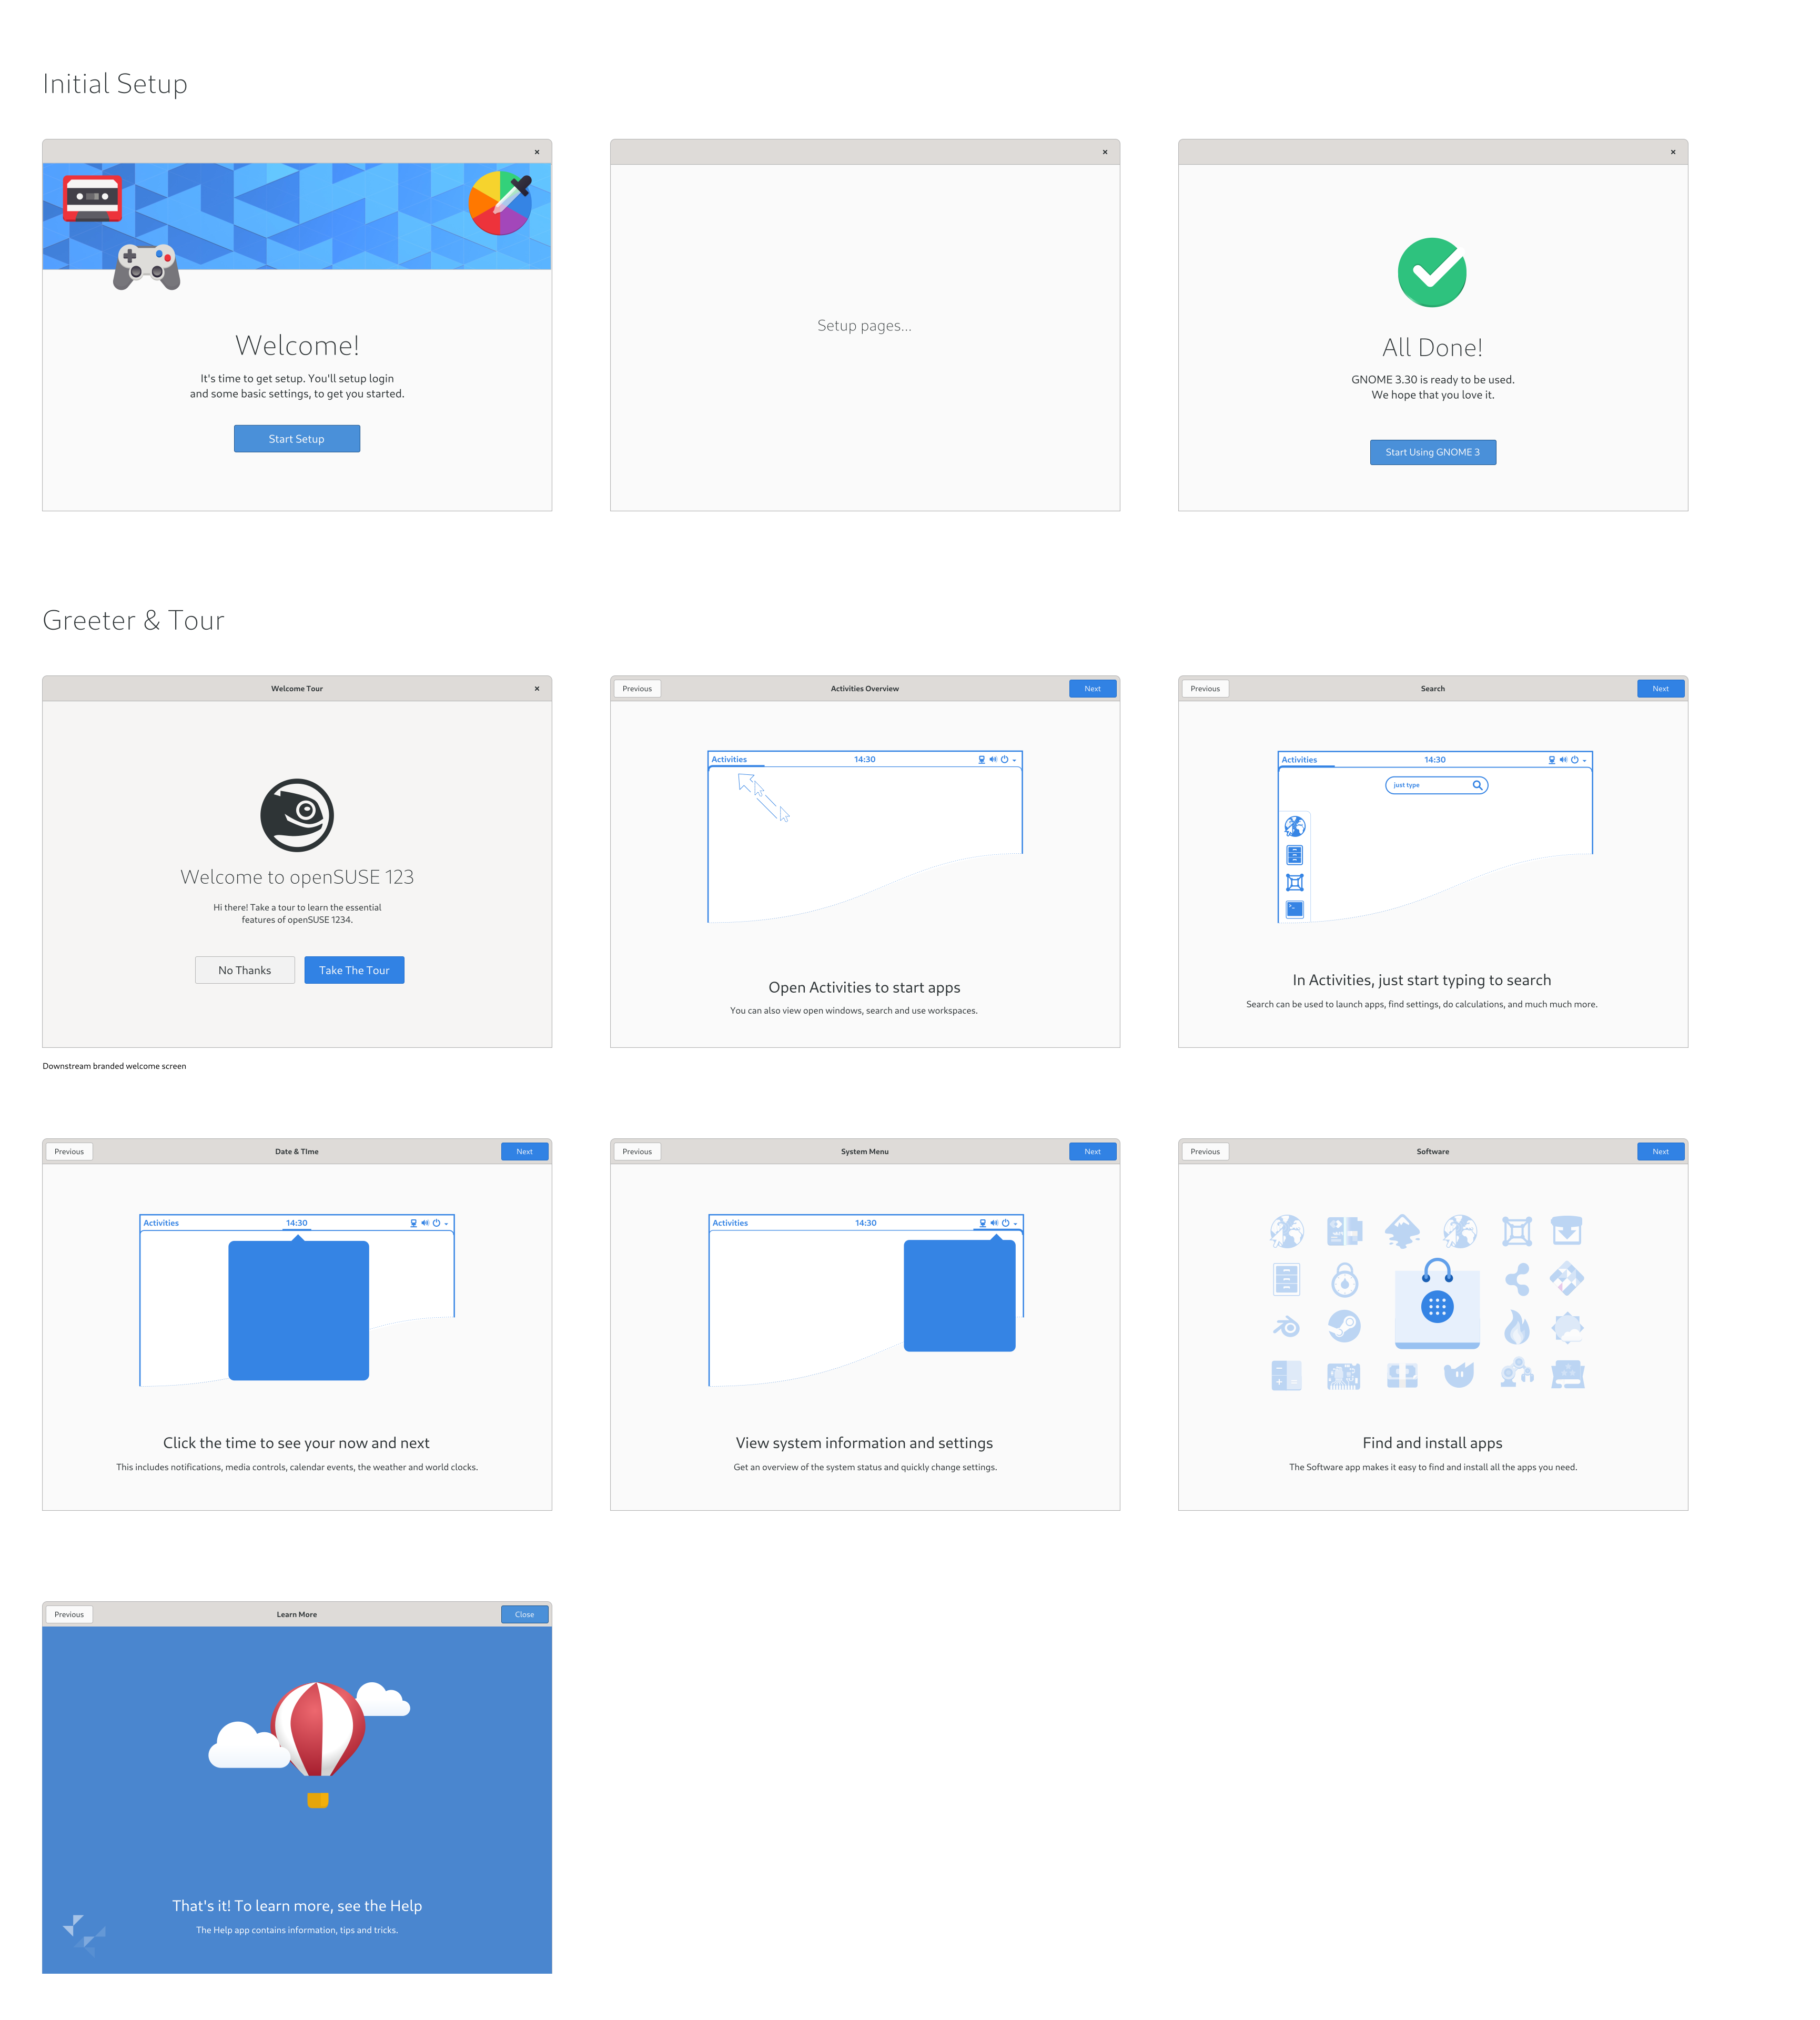 Initial Setup
×
×
×
Welcome!
It's time to get setup. You'll setup login
and some basic settings, to get you started.
Start Setup
Setup pages...
All Done!
GNOME 3.30 is ready to be used.
We hope that you love it.
Start Using GNOME 3
Greeter & Tour
Welcome Tour
×
Welcome to openSUSE 123
Hi there! Take a tour to learn the essential
features of openSUSE 1234.
No Thanks
Take The Tour
Downstream branded welcome screen
Previous
Activities Overview
Next
Activities
14:30
Open Activities to start apps
You can also view open windows, search and use workspaces.
Previous
Search
Next
Activities
14:30
just type
In Activities, just start typing to search
Search can be used to launch apps, find settings, do calculations, and much much more.
Previous
Date & TIme
Next
Activities
14:30
Click the time to see your now and next
This includes notifications, media controls, calendar events, the weather and world clocks.
Previous
System Menu
Next
Activities
14:30
View system information and settings
Get an overview of the system status and quickly change settings.
Previous
Software
Next
Find and install apps
The Software app makes it easy to find and install all the apps you need.
Previous
Learn More
Close
That's it! To learn more, see the Help
The Help app contains information, tips and tricks.